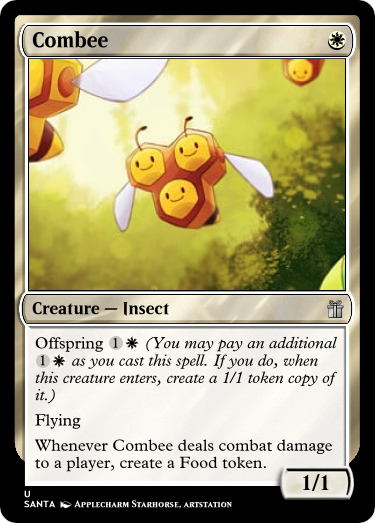 Combee
Creature — Insect
Offspring 1 (You may pay an additional
1 as you cast this spell. If you do, when
this creature enters, create a 1/1 token copy of
it.)
Flying
Whenever Combee deals combat damage
to a player, create a Food token.
1/1
U
SANTA APPLECHARM STARHORSE, ARTSTATION